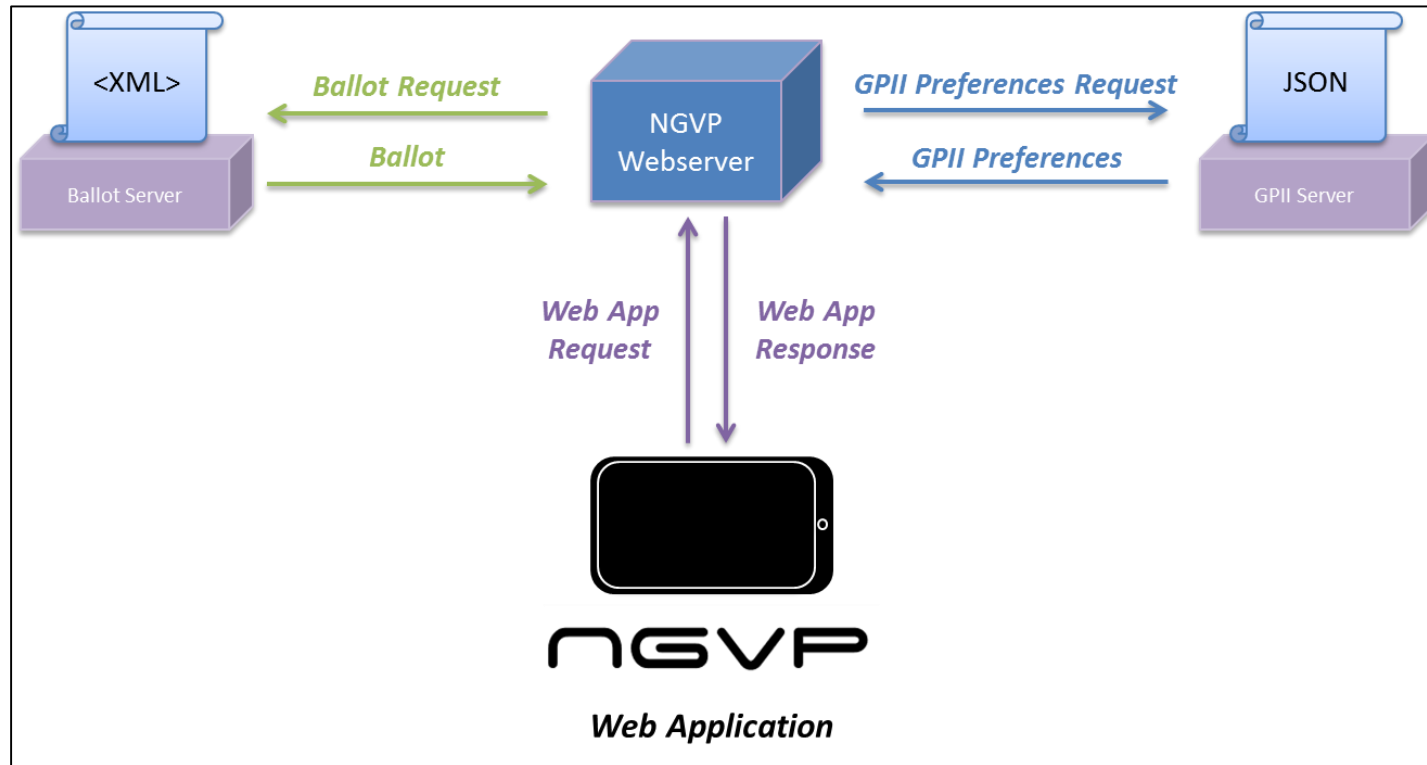 <XML>
Ballot Server
Ballot Request
Ballot
NGVP
Webserver
GPII Preferences Request
GPII Preferences
JSON
GPII Server
Web App
Request
Web App
Response
NGVP
Web Application